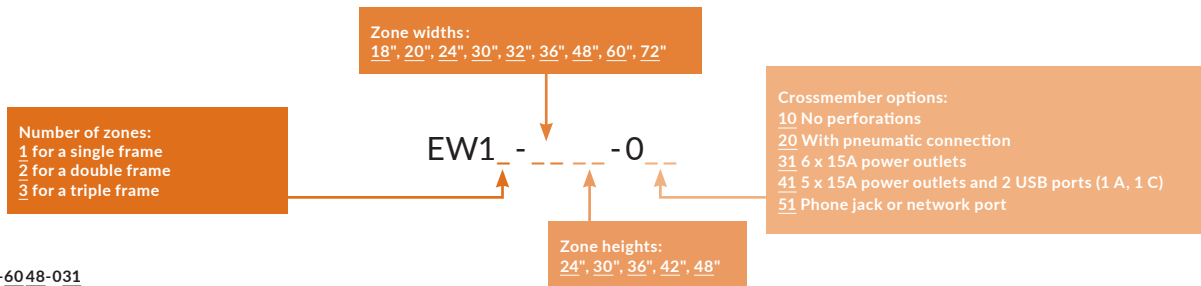 Zone widths:
18", 20", 24", 30", 32", 36", 48", 60", 72"
Number of zones:
1 for a single frame
2 for a double frame
3 for a triple frame
EW1_ - _ _ _ _ - 0 _ _
Crossmember options:
10 No perforations
20 With pneumatic connection
31 6 x 15A power outlets
41 5 x 15A power outlets and 2 USB ports (1 A, 1 C)
51 Phone jack or network port
Zone heights:
24", 30", 36", 42", 48"
-6048-031